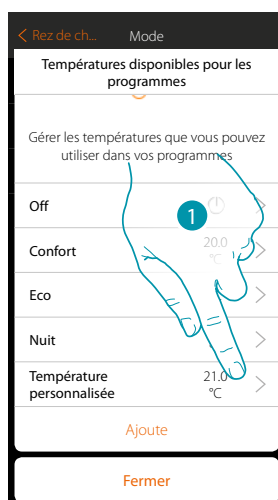 Rez de ch... Mode
Températures disponibles pour les
programmes
Gérer les températures que vous pouvez
utiliser dans vos programmes
Off
1
Confort 20.0
°C
Eco
Nuit
Température
personnalisée
21.0
°C
Ajoute
Fermer